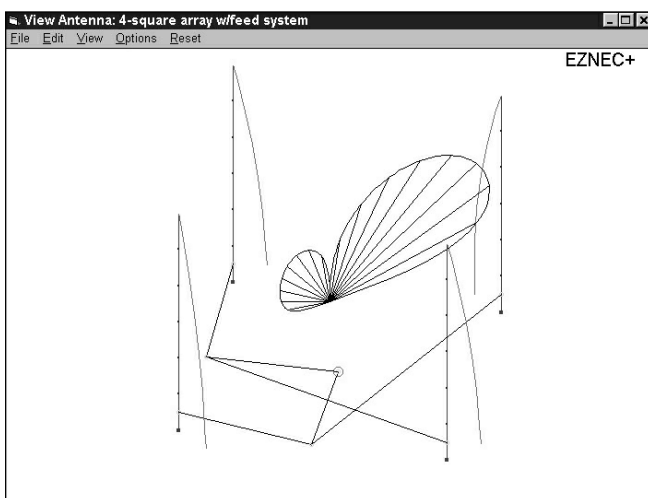 View Antenna: 4-square array w/feed system
File Edit View Options Reset
EZNEC+